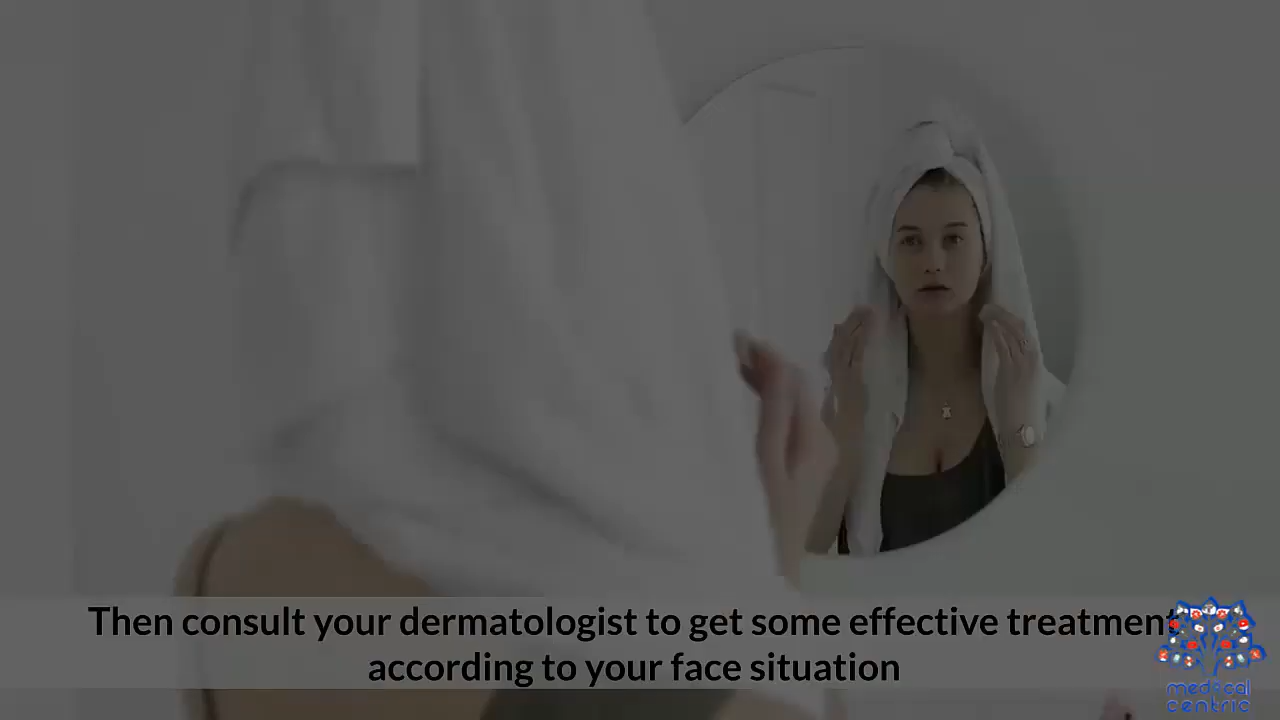 Then consult your dermatologist to get some effective treatment
according to your face situation
medical
centric